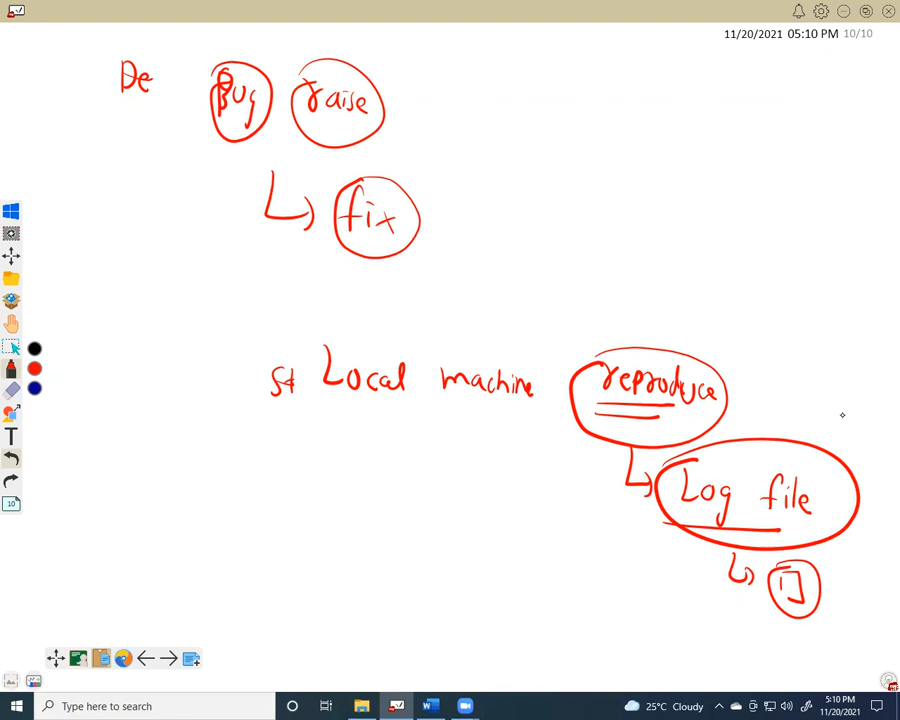 11/20/2021 05:10 PM 10/10
De Bug raise
fix
Local machine reproduce
Log file
10
T
Type here to search
25°C Cloudy
5:10 PM
11/20/2021